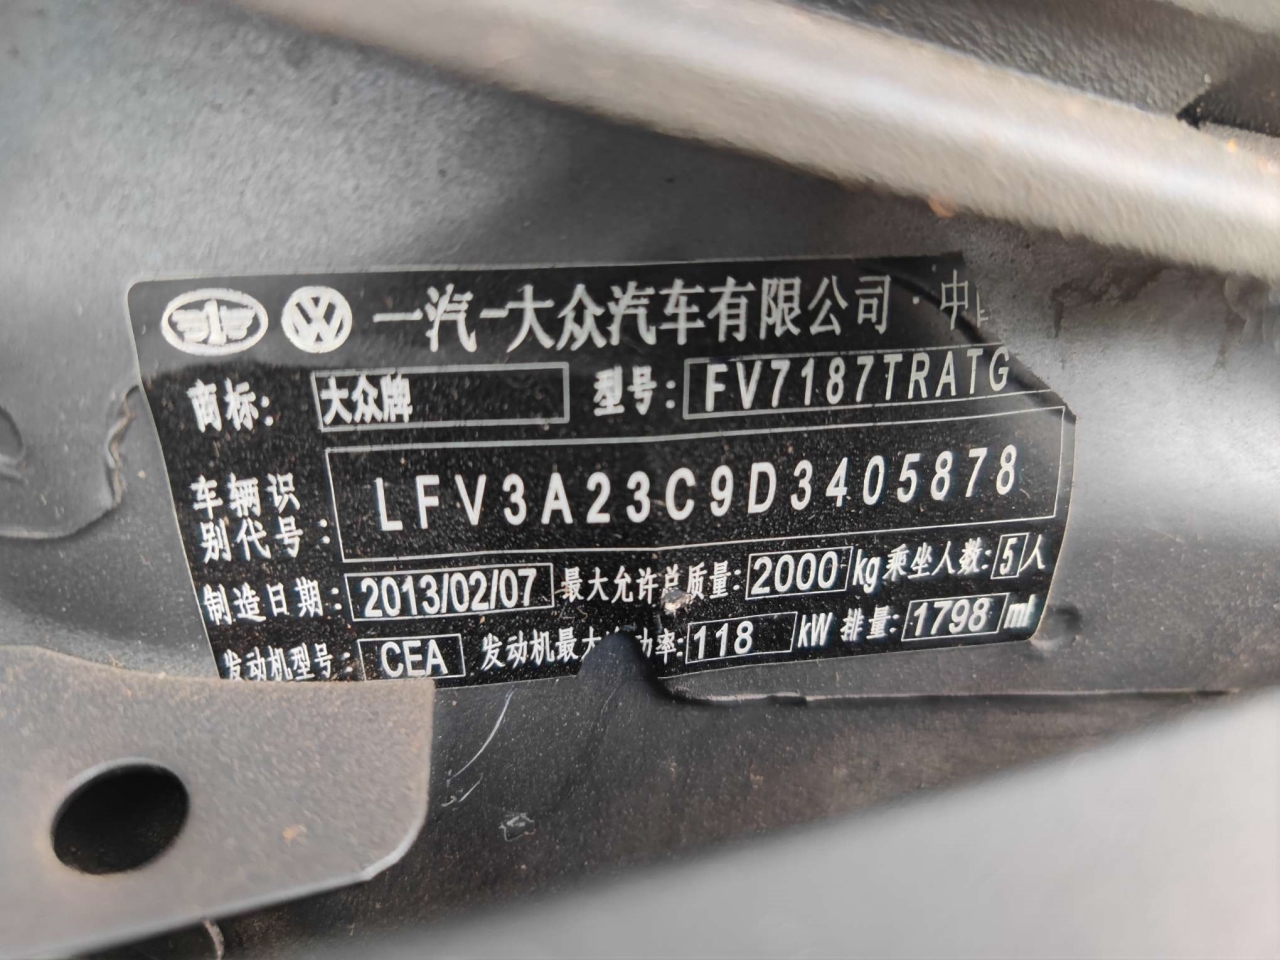 一汽-大众汽车有限公司·中
商标: 大众牌 型号: FV7187TRATG
车辆识别代号: LFV3A23C9D3405878
制造日期: 2013/02/07 最大允许总质量: 2000 kg 乘坐人数: 5 人
发动机型号: CEA 发动机最大 功率: 118 kW 排量: 1798 ml